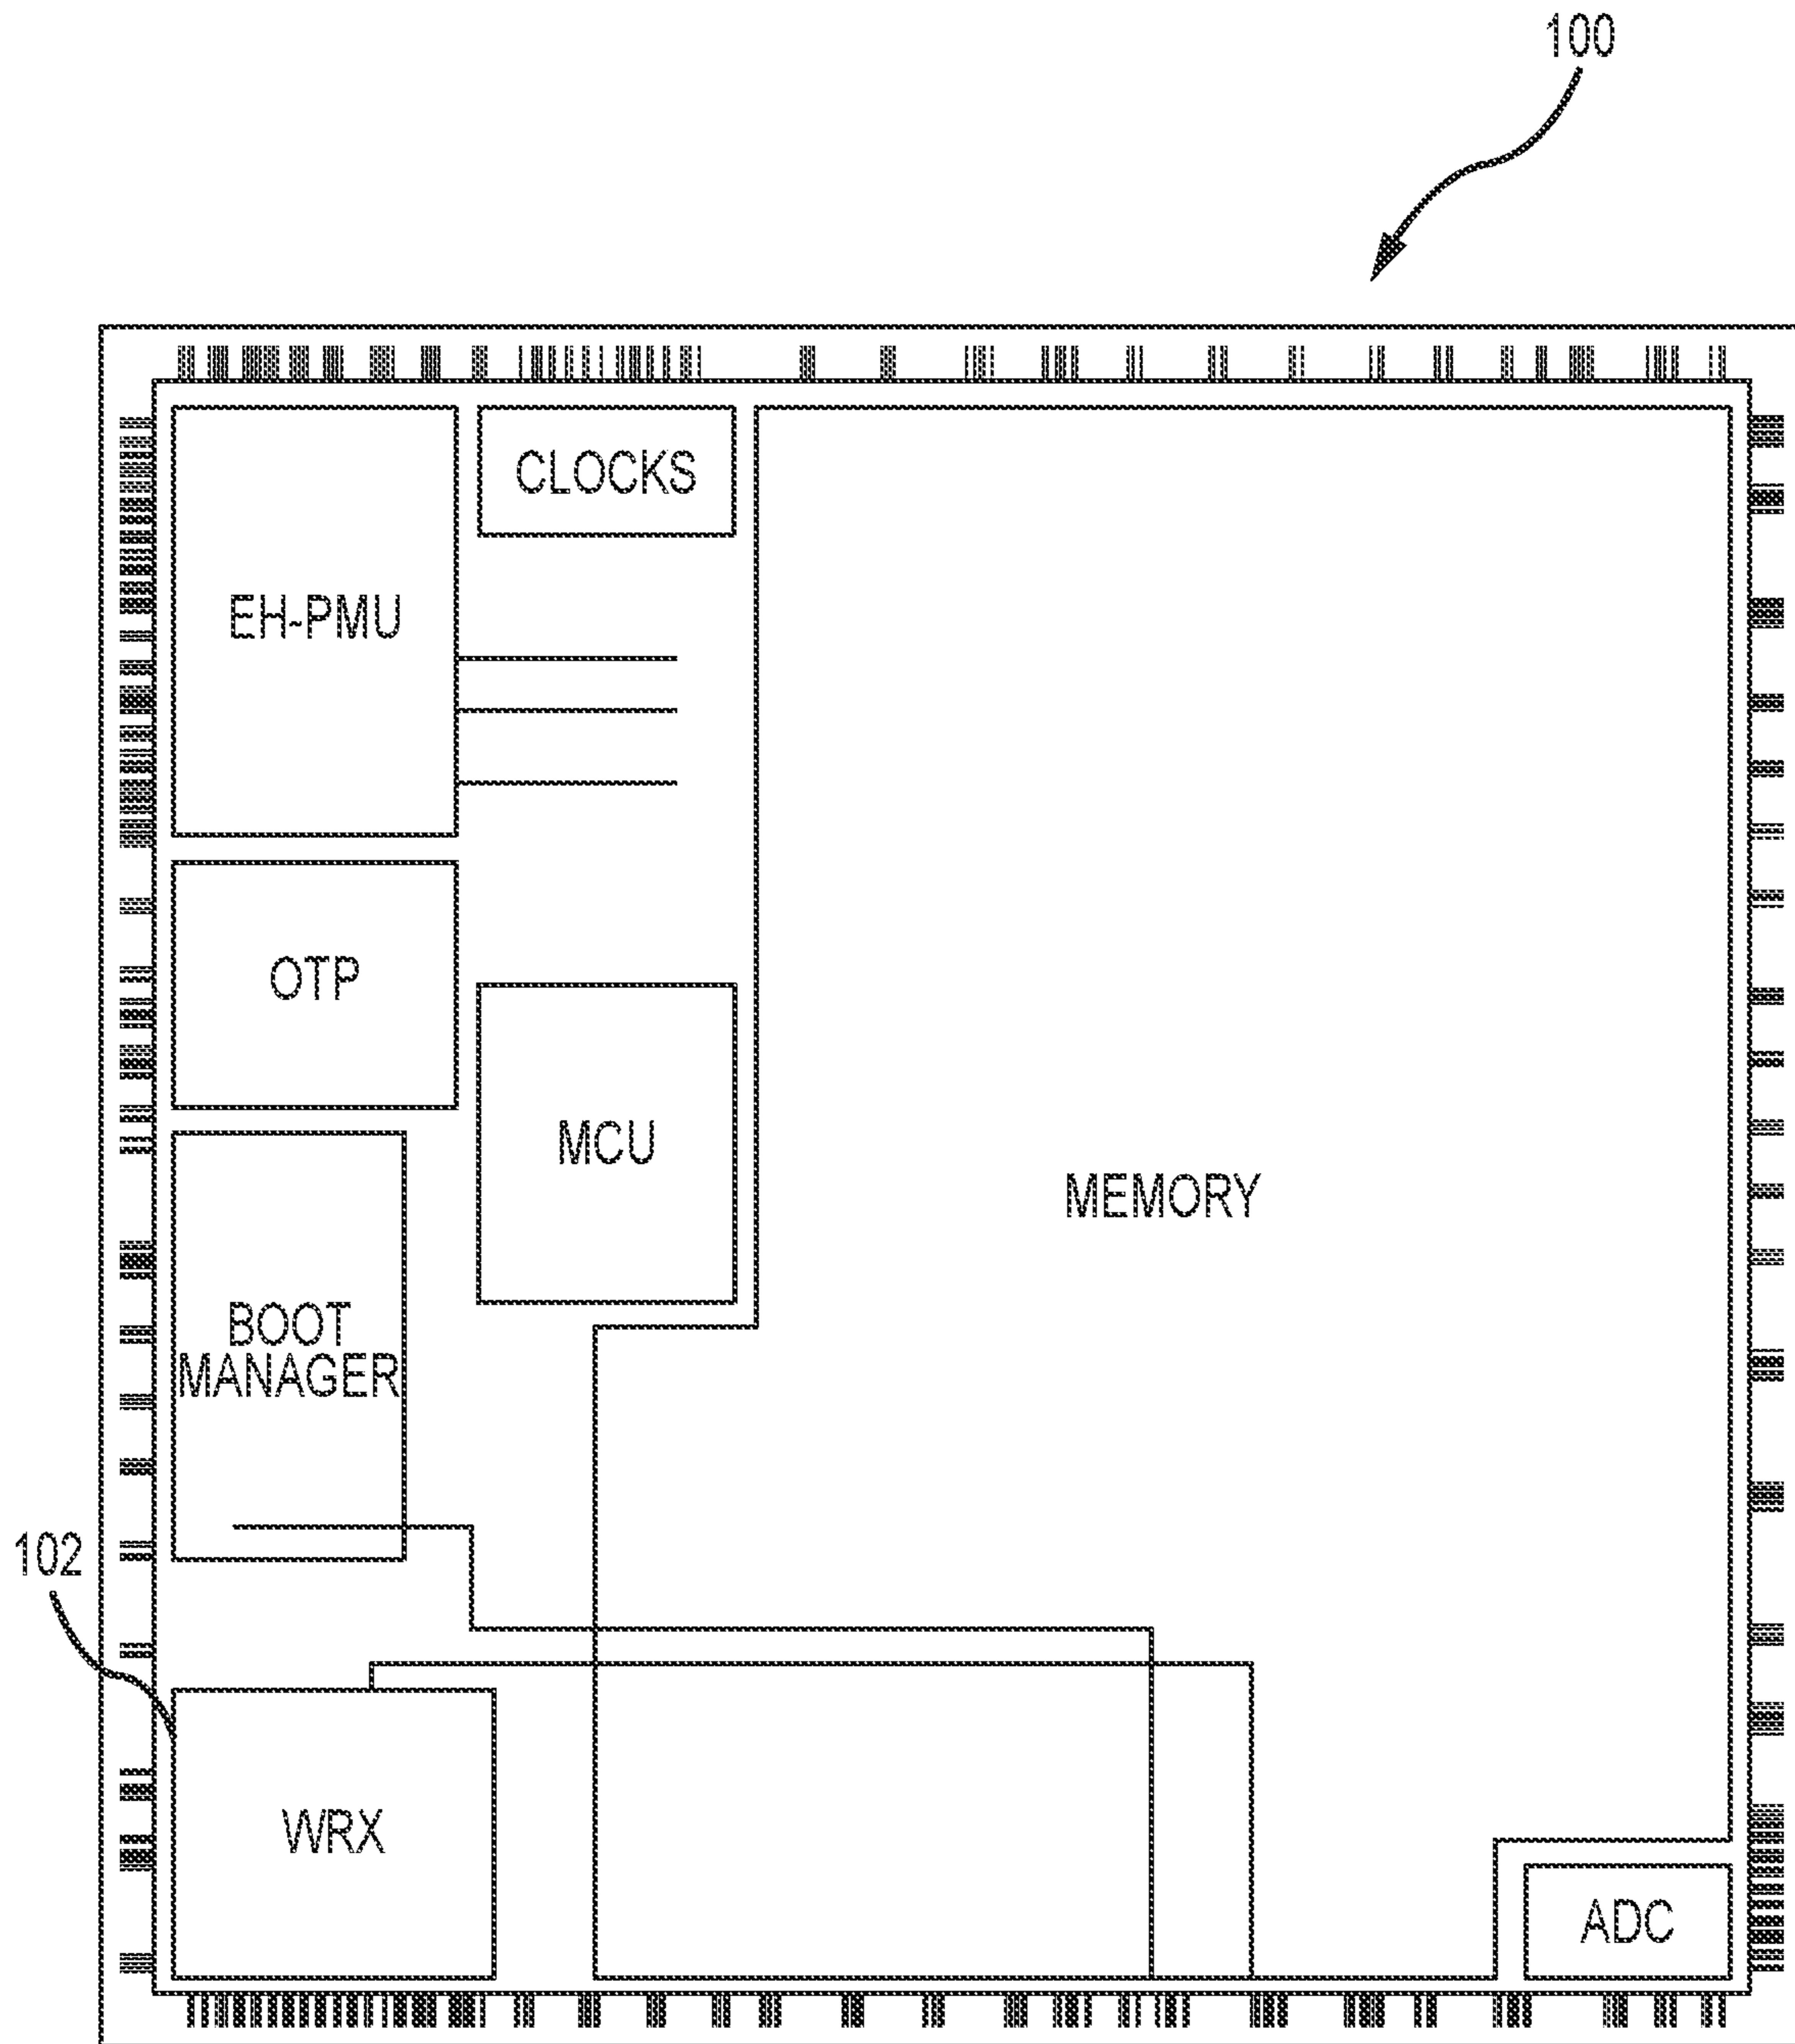 100
CLOCKS
EH-PMU
OTP
MCU
MEMORY
BOOT
MANAGER
102
WRX
ADC